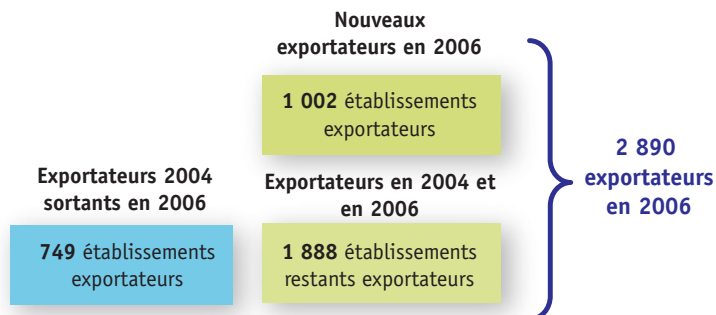 Nouveaux
exportateurs en 2006
1 002 établissements
exportateurs
Exportateurs 2004
sortants en 2006
749 établissements
exportateurs
Exportateurs en 2004 et
en 2006
1 888 établissements
restants exportateurs
2 890
exportateurs
en 2006